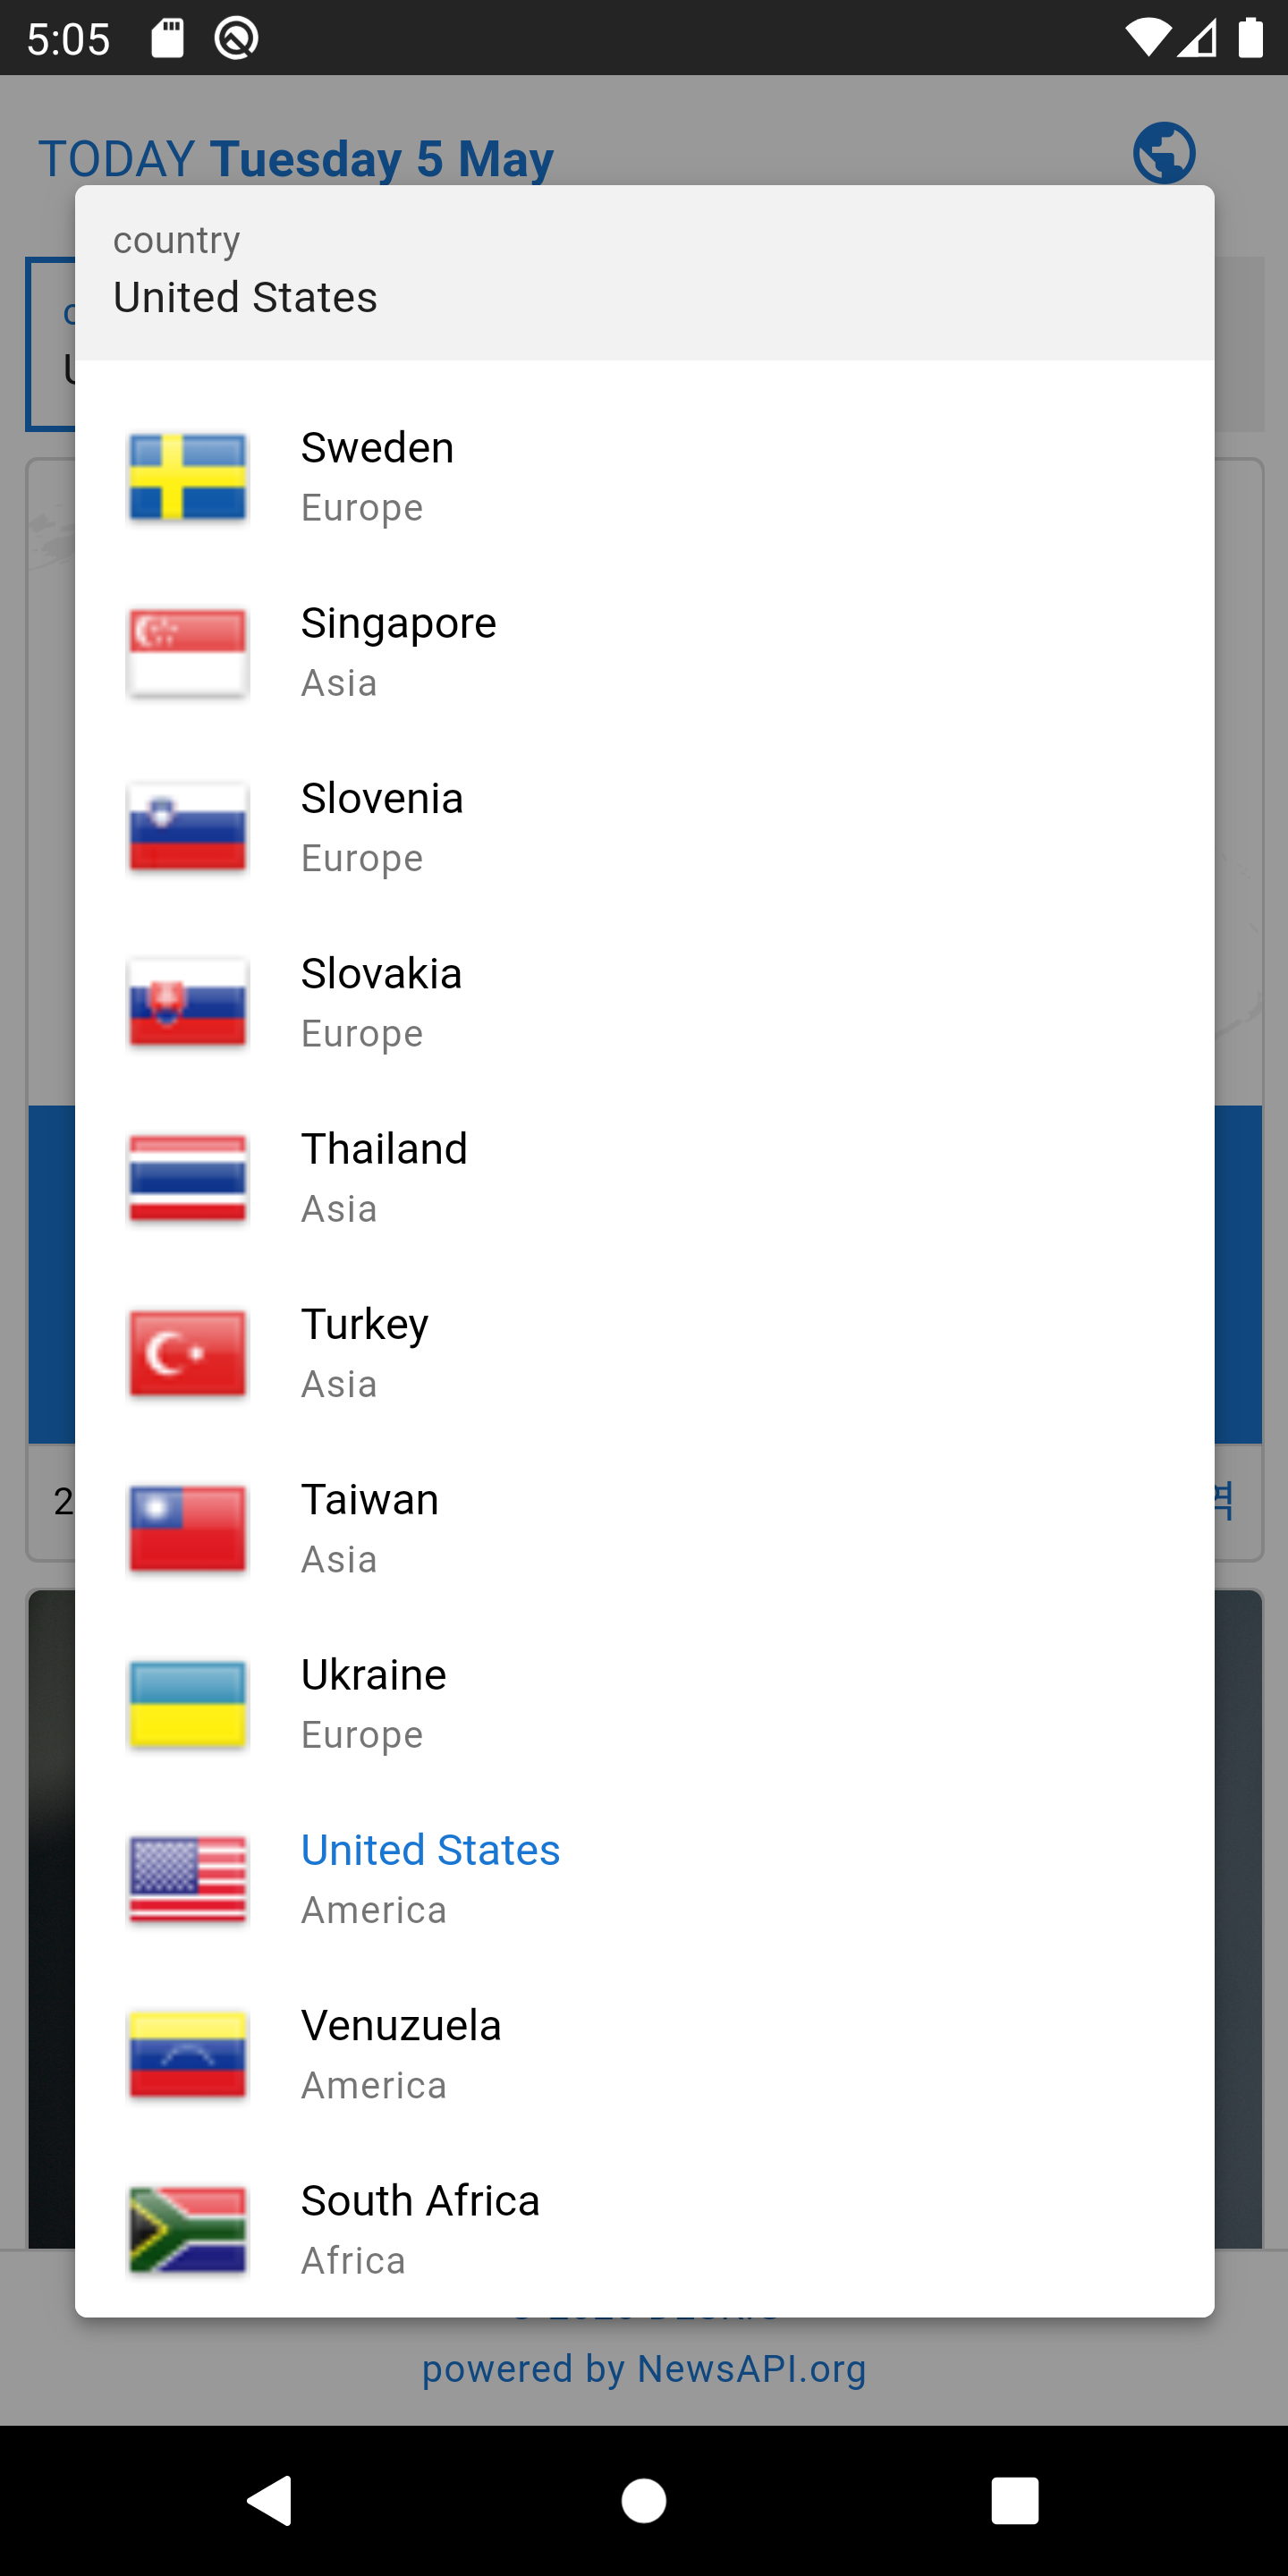 5:05
TODAY Tuesday 5 May
country
United States
Sweden
Europe
Singapore
Asia
Slovenia
Europe
Slovakia
Europe
Thailand
Asia
Turkey
Asia
Taiwan
Asia
Ukraine
Europe
United States
America
Venuzuela
America
South Africa
Africa
powered by NewsAPI.org